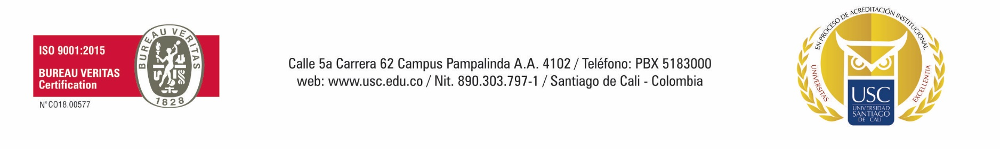 ISO 9001:2015
BUREAU VERITAS
Certification
N° CO18.00577
BUREAU VERITAS
1828
Calle 5a Carrera 62 Campus Pampalinda A.A. 4102 / Teléfono: PBX 5183000
web: www.usc.edu.co / Nit. 890.303.797-1 / Santiago de Cali - Colombia
EN PROCESO DE ACREDITACIÓN INSTITUCIONAL
UNIVERSITAS
EXCELLENTIA
USC
UNIVERSIDAD
SANTIAGO
DE CALI